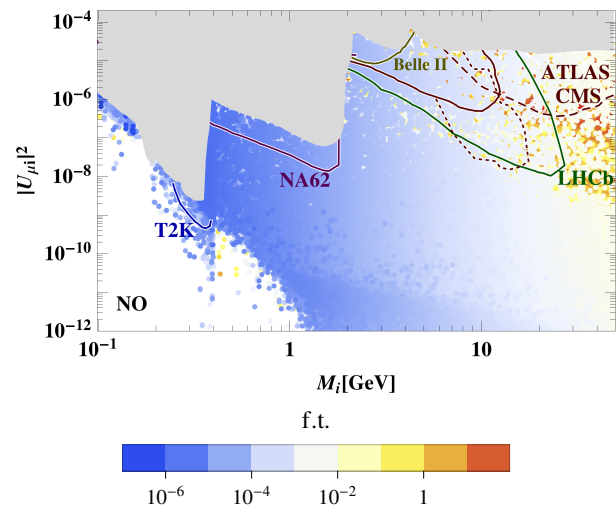 10^-4
10^-6
10^-8
10^-10
10^-12
|U_μi|^2
Belle II
ATLAS
CMS
NA62
LHCb
T2K
NO
10^-1
1
10
M_i[GeV]
f.t.
10^-6
10^-4
10^-2
1